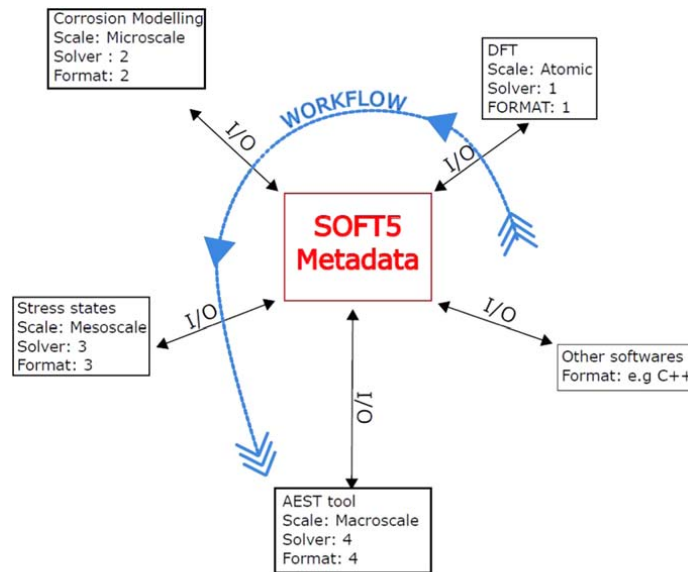 Corrosion Modelling
Scale: Microscale
Solver : 2
Format: 2
DFT
Scale: Atomic
Solver: 1
FORMAT: 1
WORKFLOW
I/O
I/O
SOFT5
Metadata
I/O
I/O
I/O
Stress states
Scale: Mesoscale
Solver: 3
Format: 3
Other softwares
Format: e.g C++
AEST tool
Scale: Macroscale
Solver: 4
Format: 4